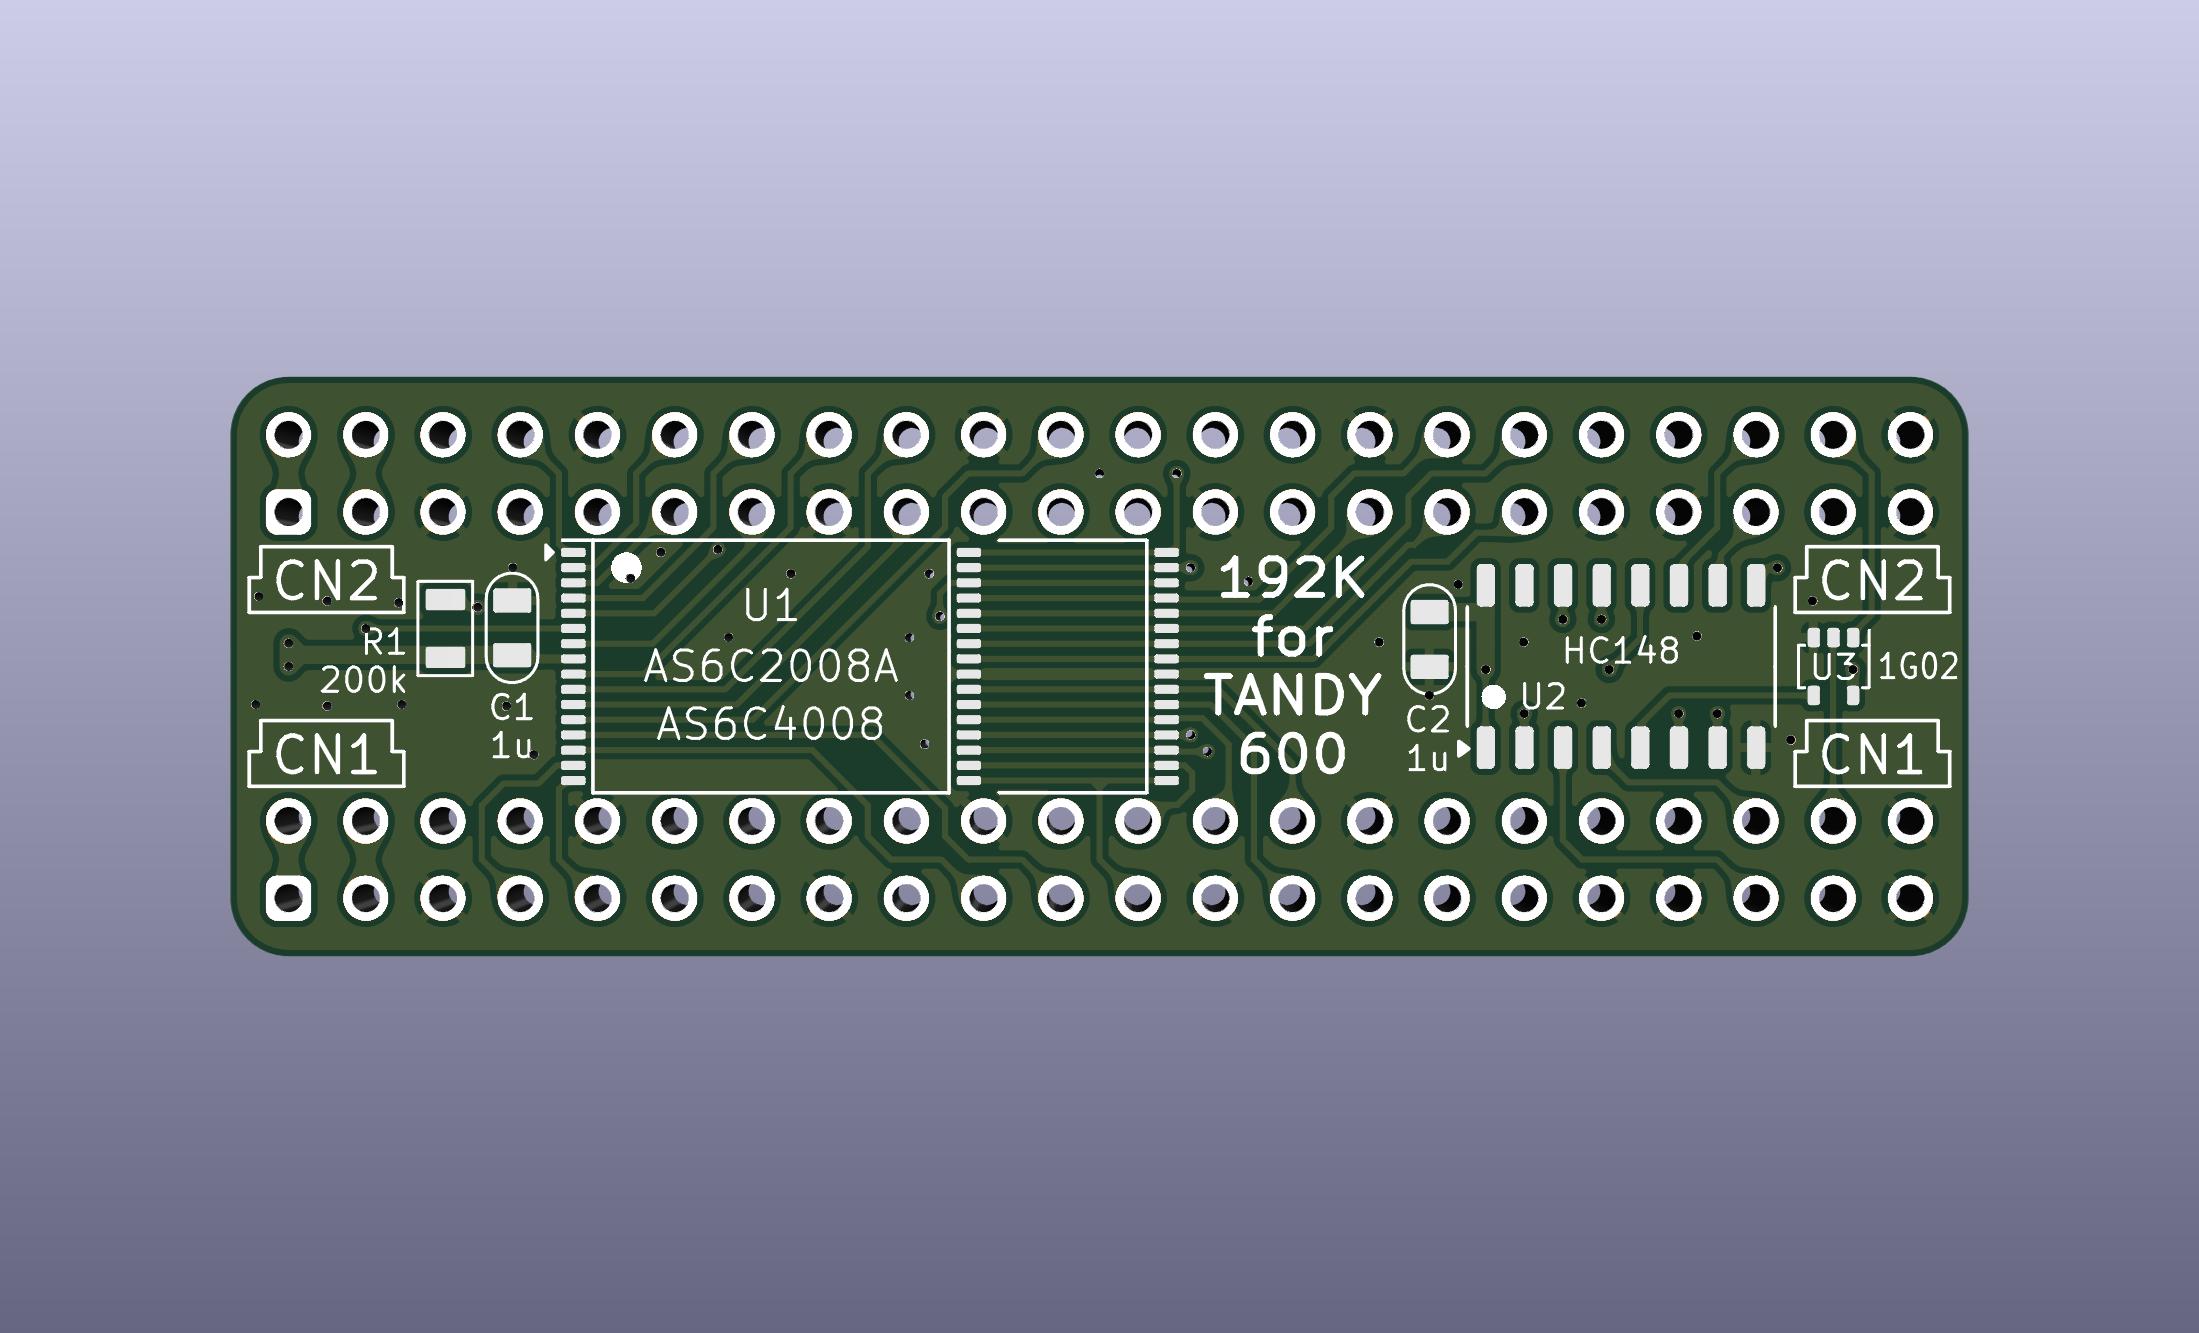 CN2
R1
200k
C1
1u
CN1
U1
AS6C2008A
AS6C4008
192K
for
TANDY
600
C2
1u
HC148
U2
CN2
U3
1G02
CN1